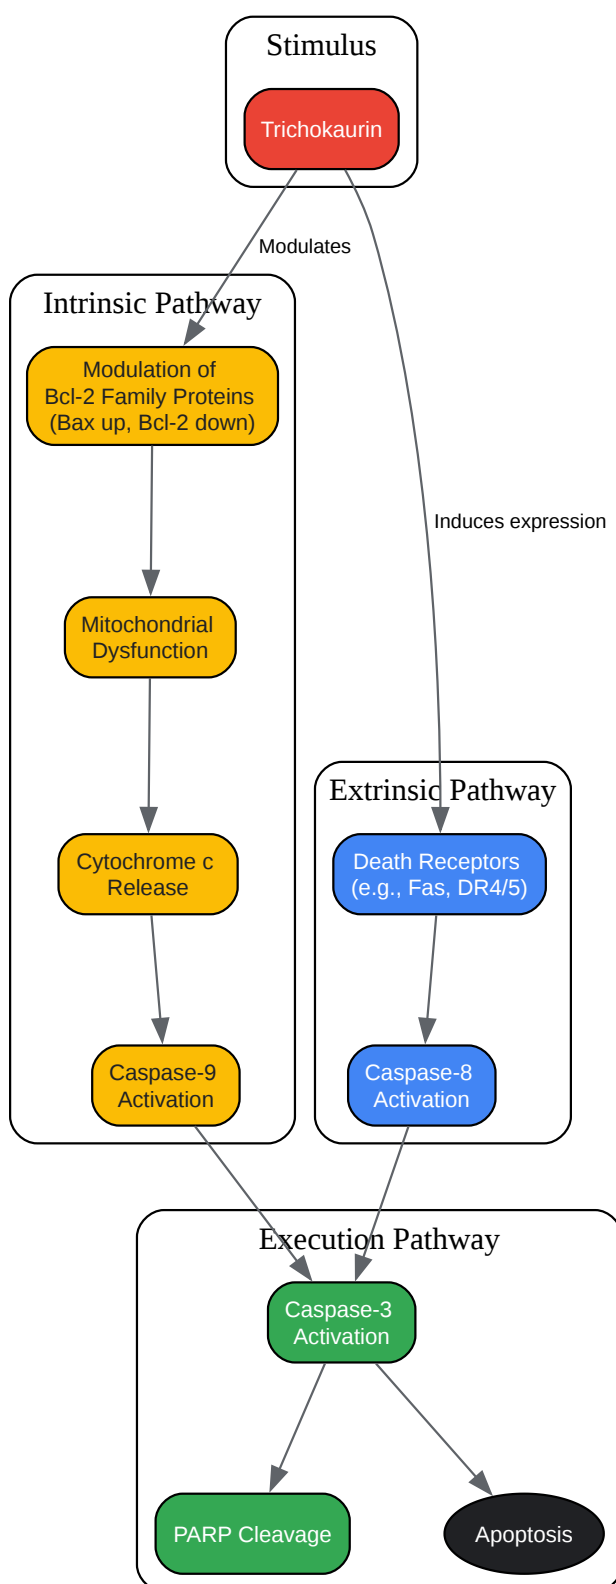 Stimulus
Trichokaurin
Modulates
Intrinsic Pathway
Modulation of
Bcl-2 Family Proteins
(Bax up, Bcl-2 down)
Induces expression
Mitochondrial
Dysfunction
Extrinsic Pathway
Cytochrome c
Release
Death Receptors
(e.g., Fas, DR4/5)
Caspase-9
Activation
Caspase-8
Activation
Execution Pathway
Caspase-3
Activation
PARP Cleavage
Apoptosis